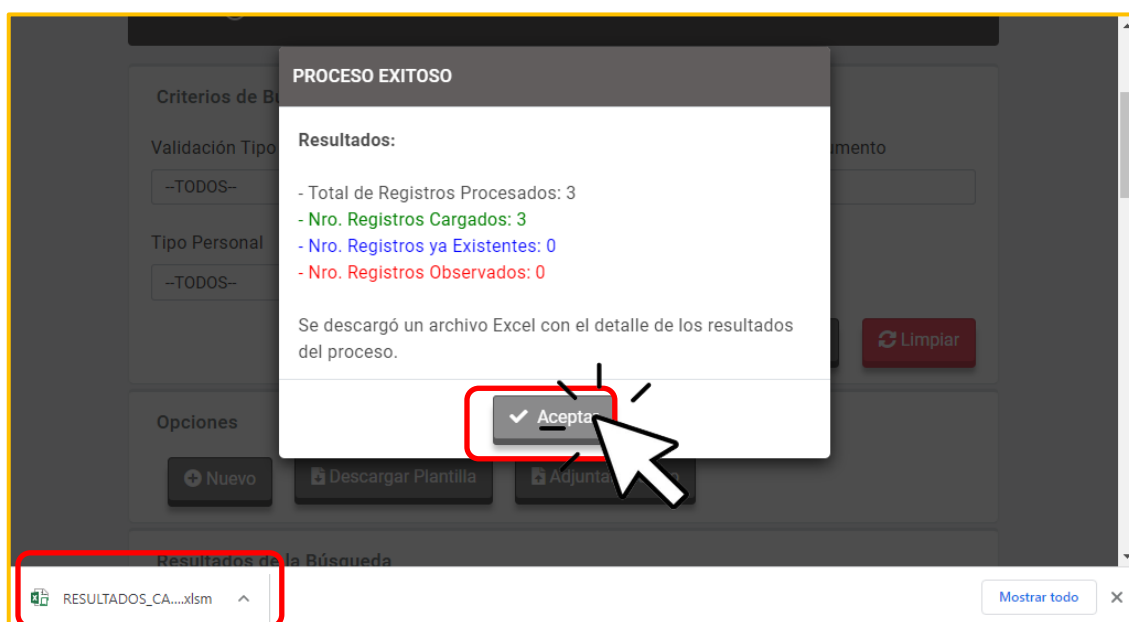 PROCESO EXITOSO
Criterios de B
Resultados:
Validación Tipo
umento
--TODOS--
- Total de Registros Procesados: 3
- Nro. Registros Cargados: 3
Tipo Personal
- Nro. Registros ya Existentes: 0
- Nro. Registros Observados: 0
--TODOS--
Se descargó un archivo Excel con el detalle de los resultados
del proceso.
Limpiar
Opciones
Aceptar
Nuevo
Descargar Plantilla
Adjunta
Resultados de la Búsqueda
RESULTADOS_CA....xlsm
Mostrar todo